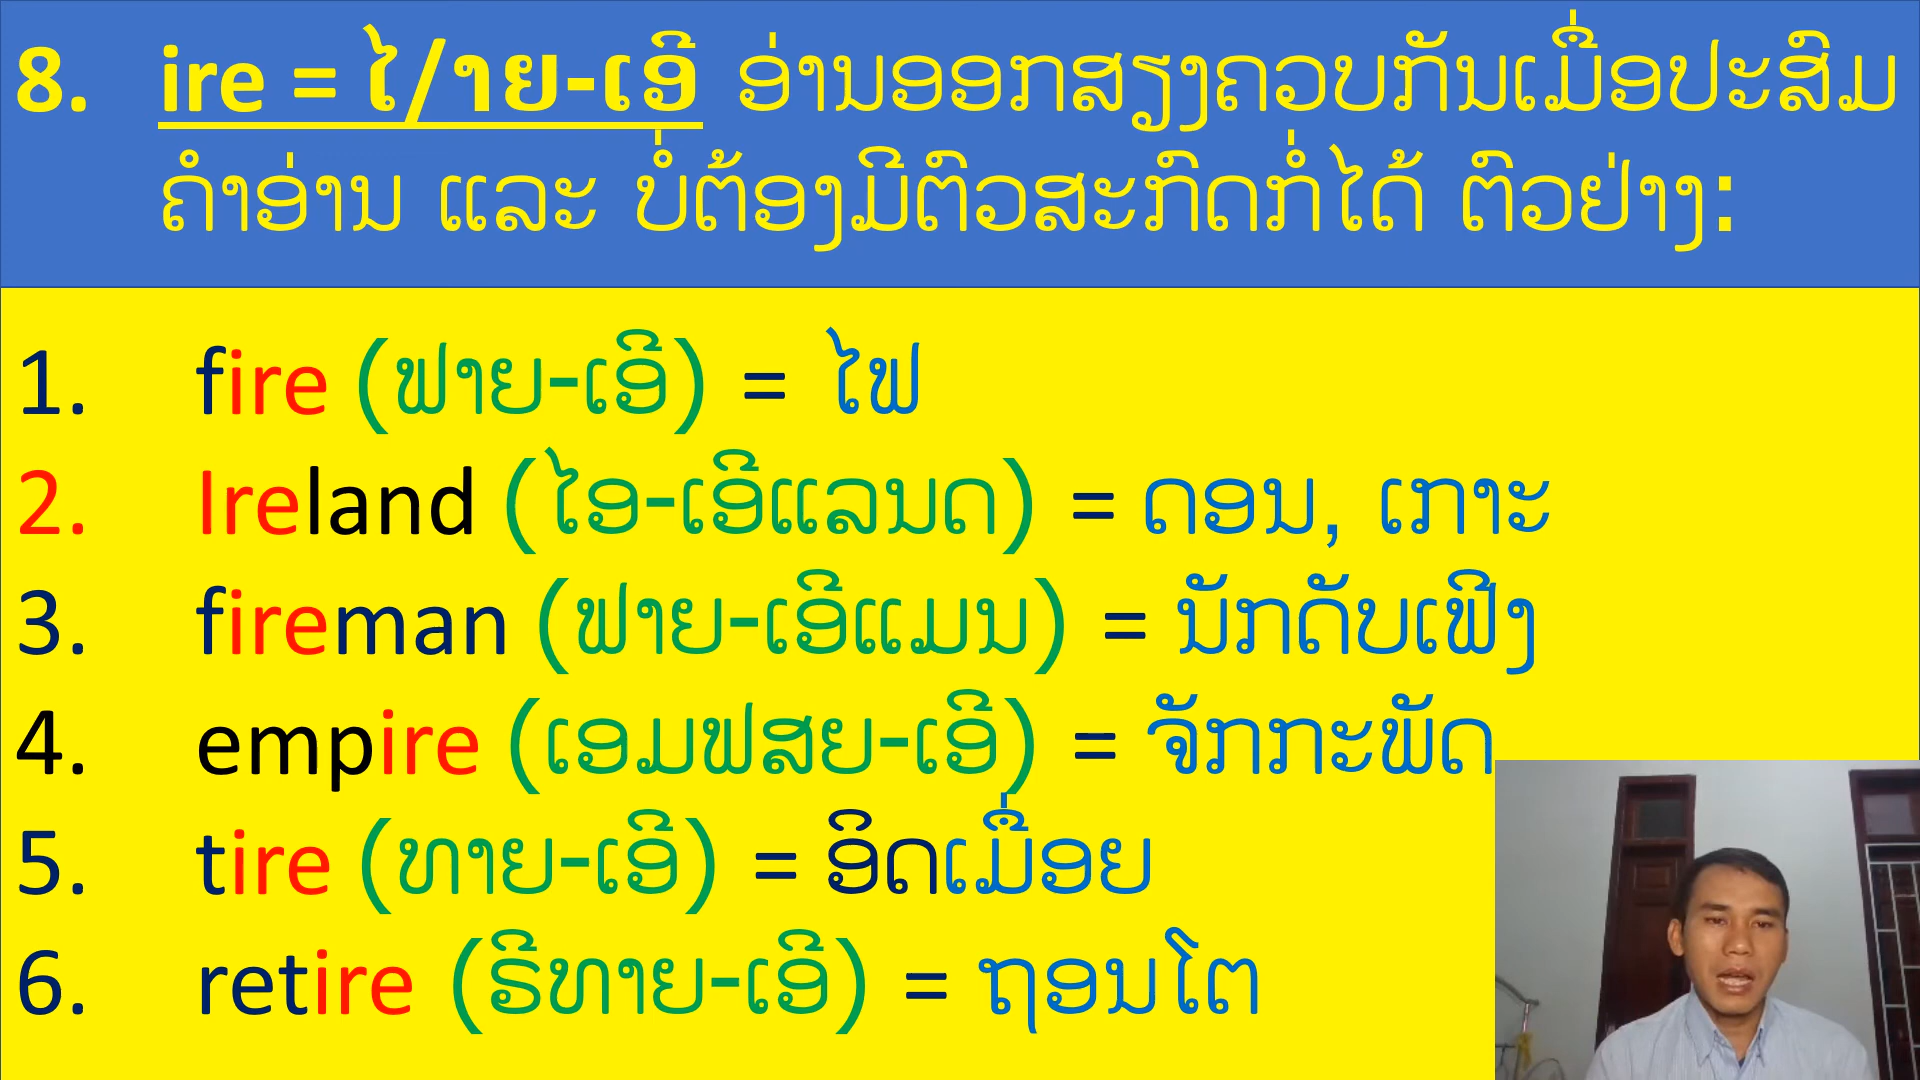 8. ire = ໄ/າຍ-ເອີ ອ່ານອອກສຽງຄວບກັນເມື່ອປະສົມ
ຄຳອ່ານ ແລະ ບໍ່ຕ້ອງມີຕົວສະກົດກໍ່ໄດ້ ຕົວຢ່າງ:
1. fire (ຟາຍ-ເອີ) = ໄຟ
2. Ireland (ໄອ-ເອີແລນດ) = ດອນ, ເກາະ
3. fireman (ຟາຍ-ເອີແມນ) = ນັກດັບເຟີງ
4. empire (ເອມຟສຍ-ເອີ) = ຈັກກະພັດ
5. tire (ທາຍ-ເອີ) = ອິດເມື່ອຍ
6. retire (ຣີທາຍ-ເອີ) = ຖອນໂຕ